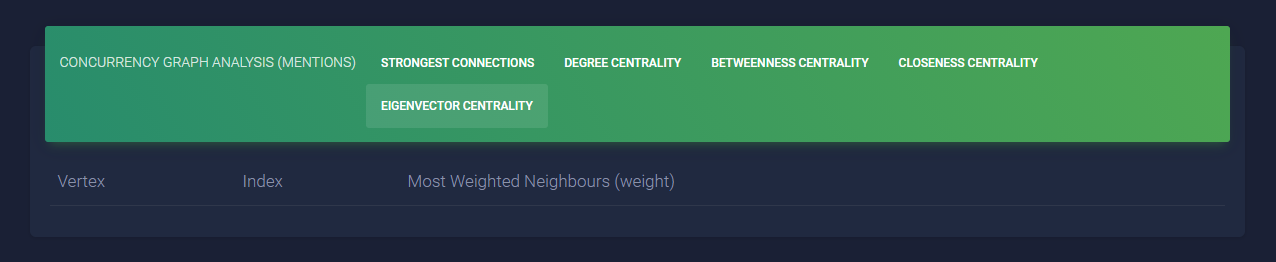 CONCURRENCY GRAPH ANALYSIS (MENTIONS) STRONGEST CONNECTIONS DEGREE CENTRALITY BETWEENNESS CENTRALITY CLOSENESS CENTRALITY
EIGENVECTOR CENTRALITY
Vertex Index Most Weighted Neighbours (weight)